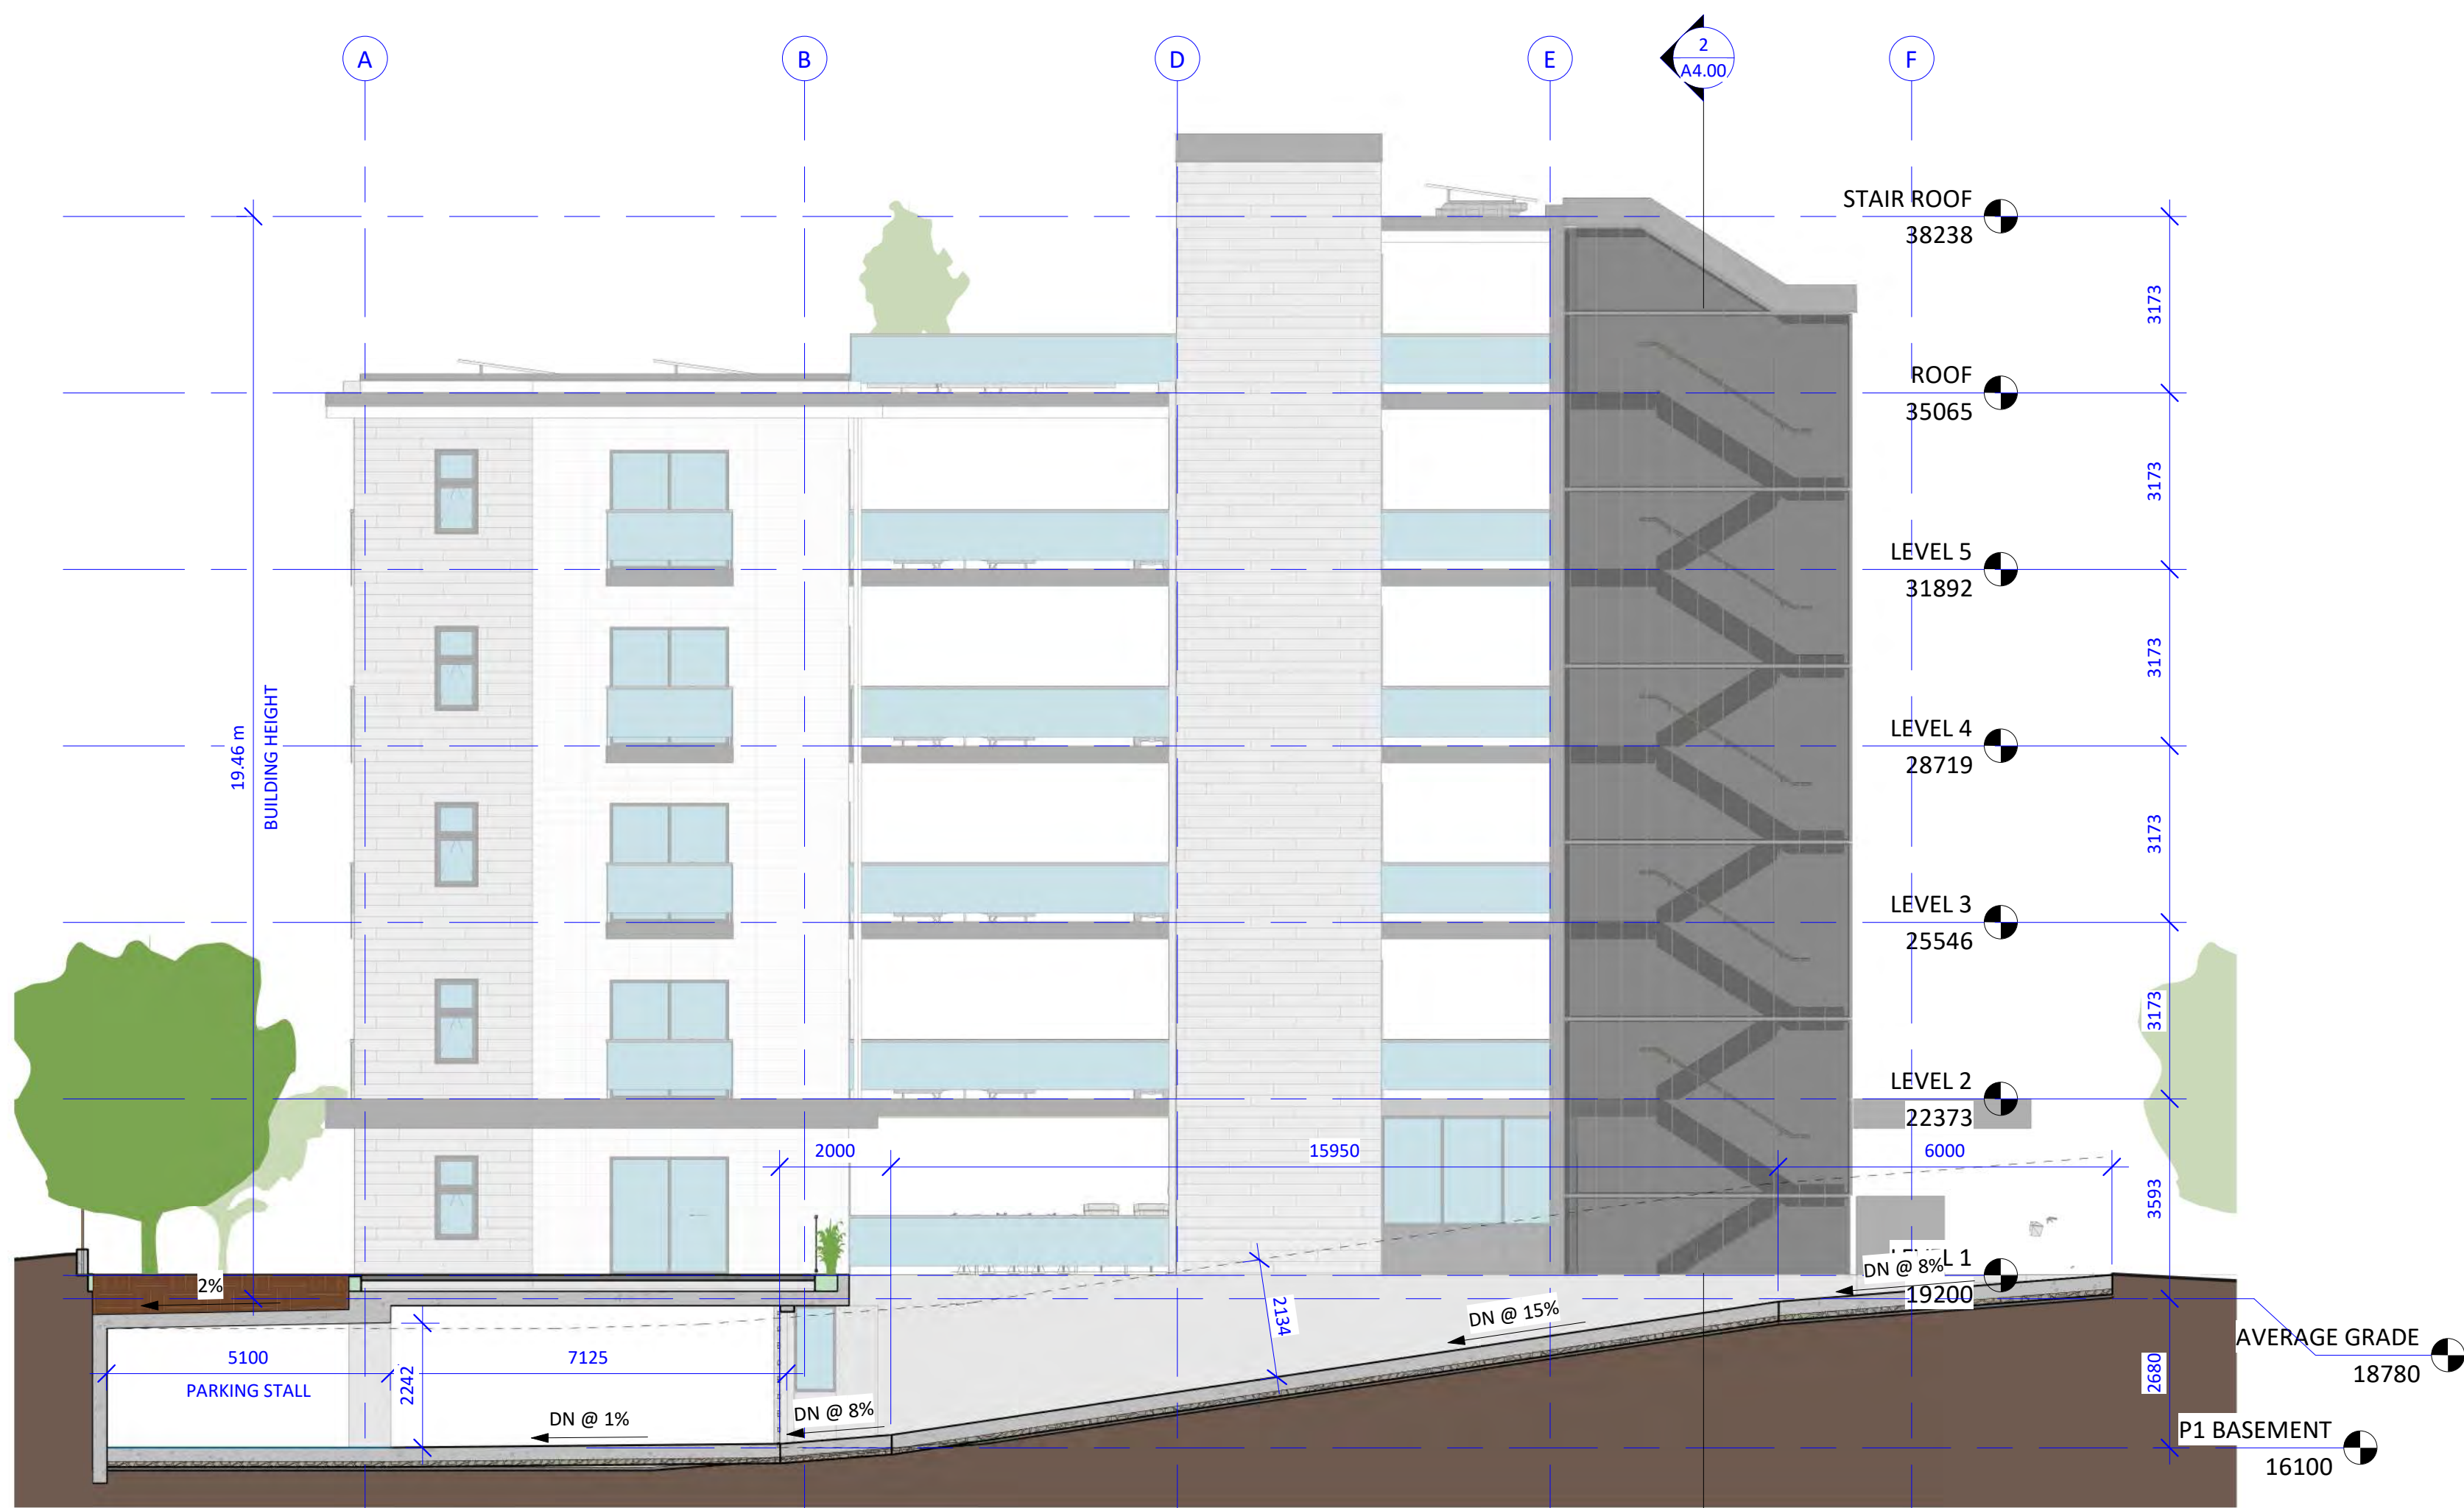 A
B
D
E
2
A4.00
F
STAIR ROOF
38238
3173
ROOF
35065
3173
LEVEL 5
31892
3173
LEVEL 4
28719
19.46 m
BUILDING HEIGHT
3173
LEVEL 3
25546
3173
LEVEL 2
22373
2000
15950
6000
3593
LEVEL 1
19200
2%
DN @ 8%
DN @ 15%
2134
AVERAGE GRADE
18780
5100
PARKING STALL
7125
2242
2680
DN @ 1%
DN @ 8%
P1 BASEMENT
16100